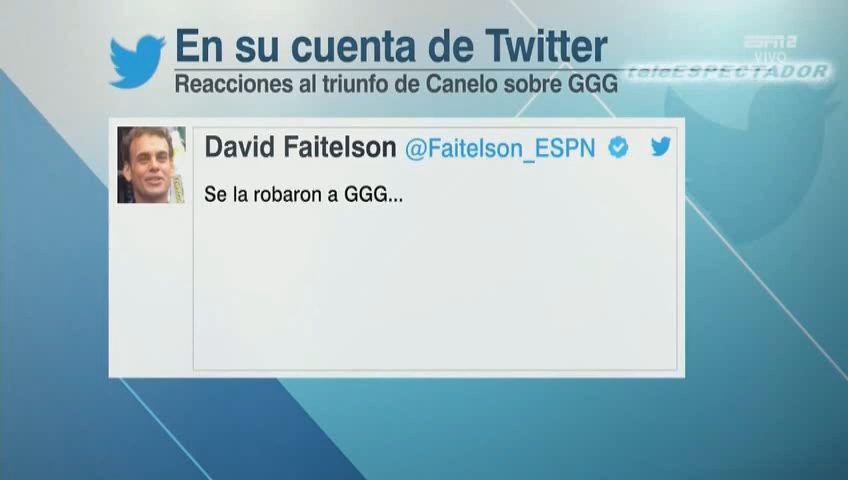 En su cuenta de Twitter
ESPN2
VIVO
Reacciones al triunfo de Canelo sobre GGG
teleESPECTADOR
David Faitelson @Faitelson_ESPN
Se la robaron a GGG...